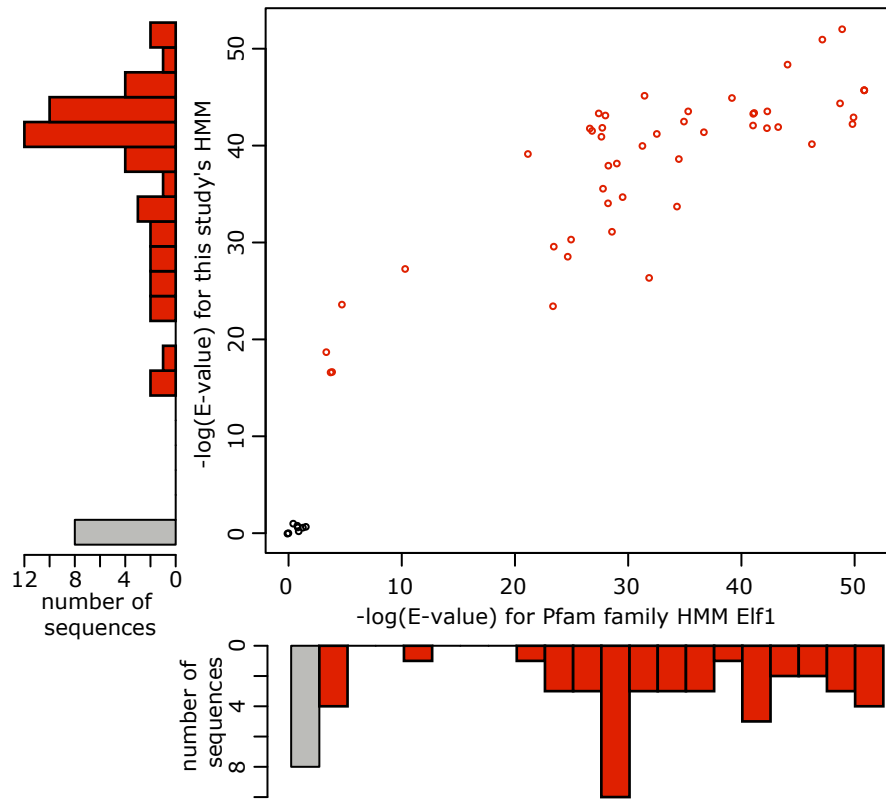 50
40
30
20
10
0
-log(E-value) for this study's HMM
12 8 4 0
number of
sequences
0 10 20 30 40 50
-log(E-value) for Pfam family HMM Elf1
0
4
8
number of
sequences